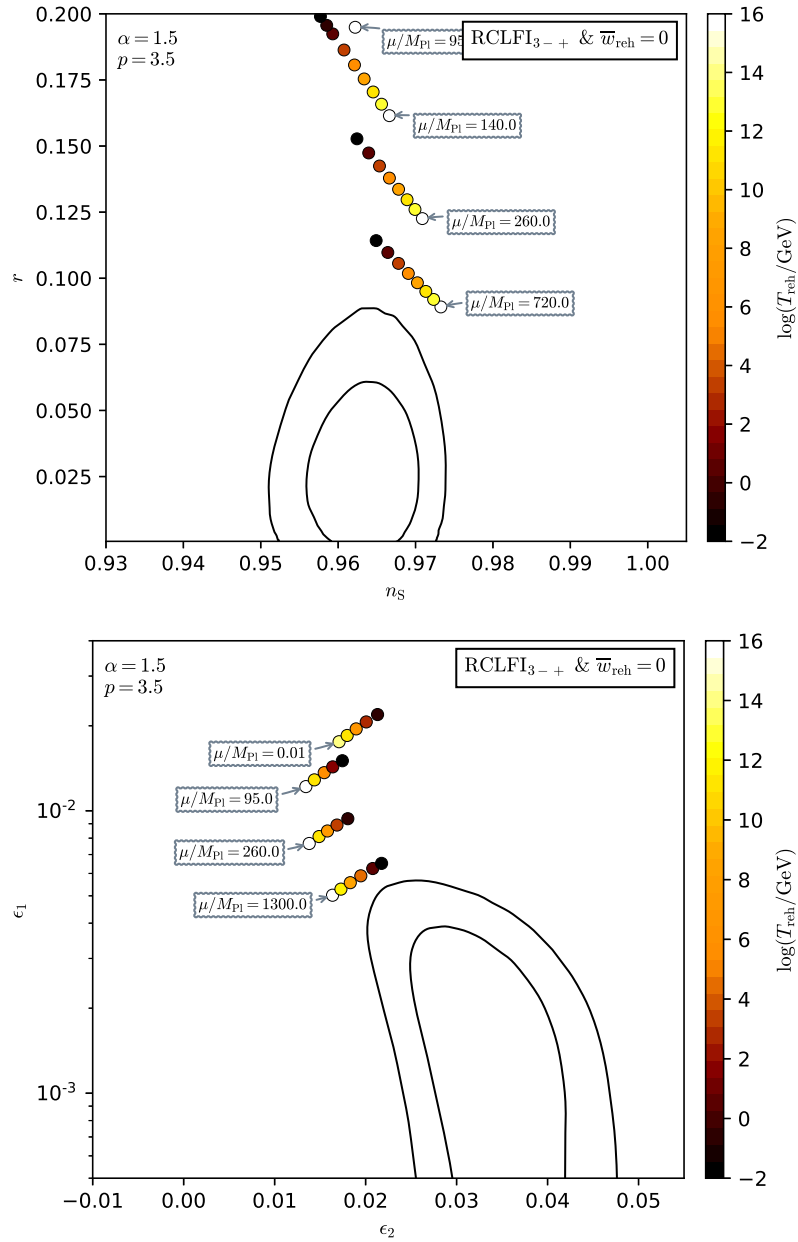 α = 1.5
p = 3.5
RCLFI3−+ & w̅reh = 0
μ/MPl = 95
μ/MPl = 140.0
μ/MPl = 260.0
μ/MPl = 720.0
0.200
0.175
0.150
0.125
0.100
0.075
0.050
0.025
r
0.93 0.94 0.95 0.96 0.97 0.98 0.99 1.00
nS
16
14
12
10
8
6
4
2
0
−2
log(Treh/GeV)
α = 1.5
p = 3.5
RCLFI3−+ & w̅reh = 0
μ/MPl = 0.01
μ/MPl = 95.0
μ/MPl = 260.0
μ/MPl = 1300.0
10-2
10-3
ϵ1
−0.01 0.00 0.01 0.02 0.03 0.04 0.05
ϵ2
16
14
12
10
8
6
4
2
0
−2
log(Treh/GeV)